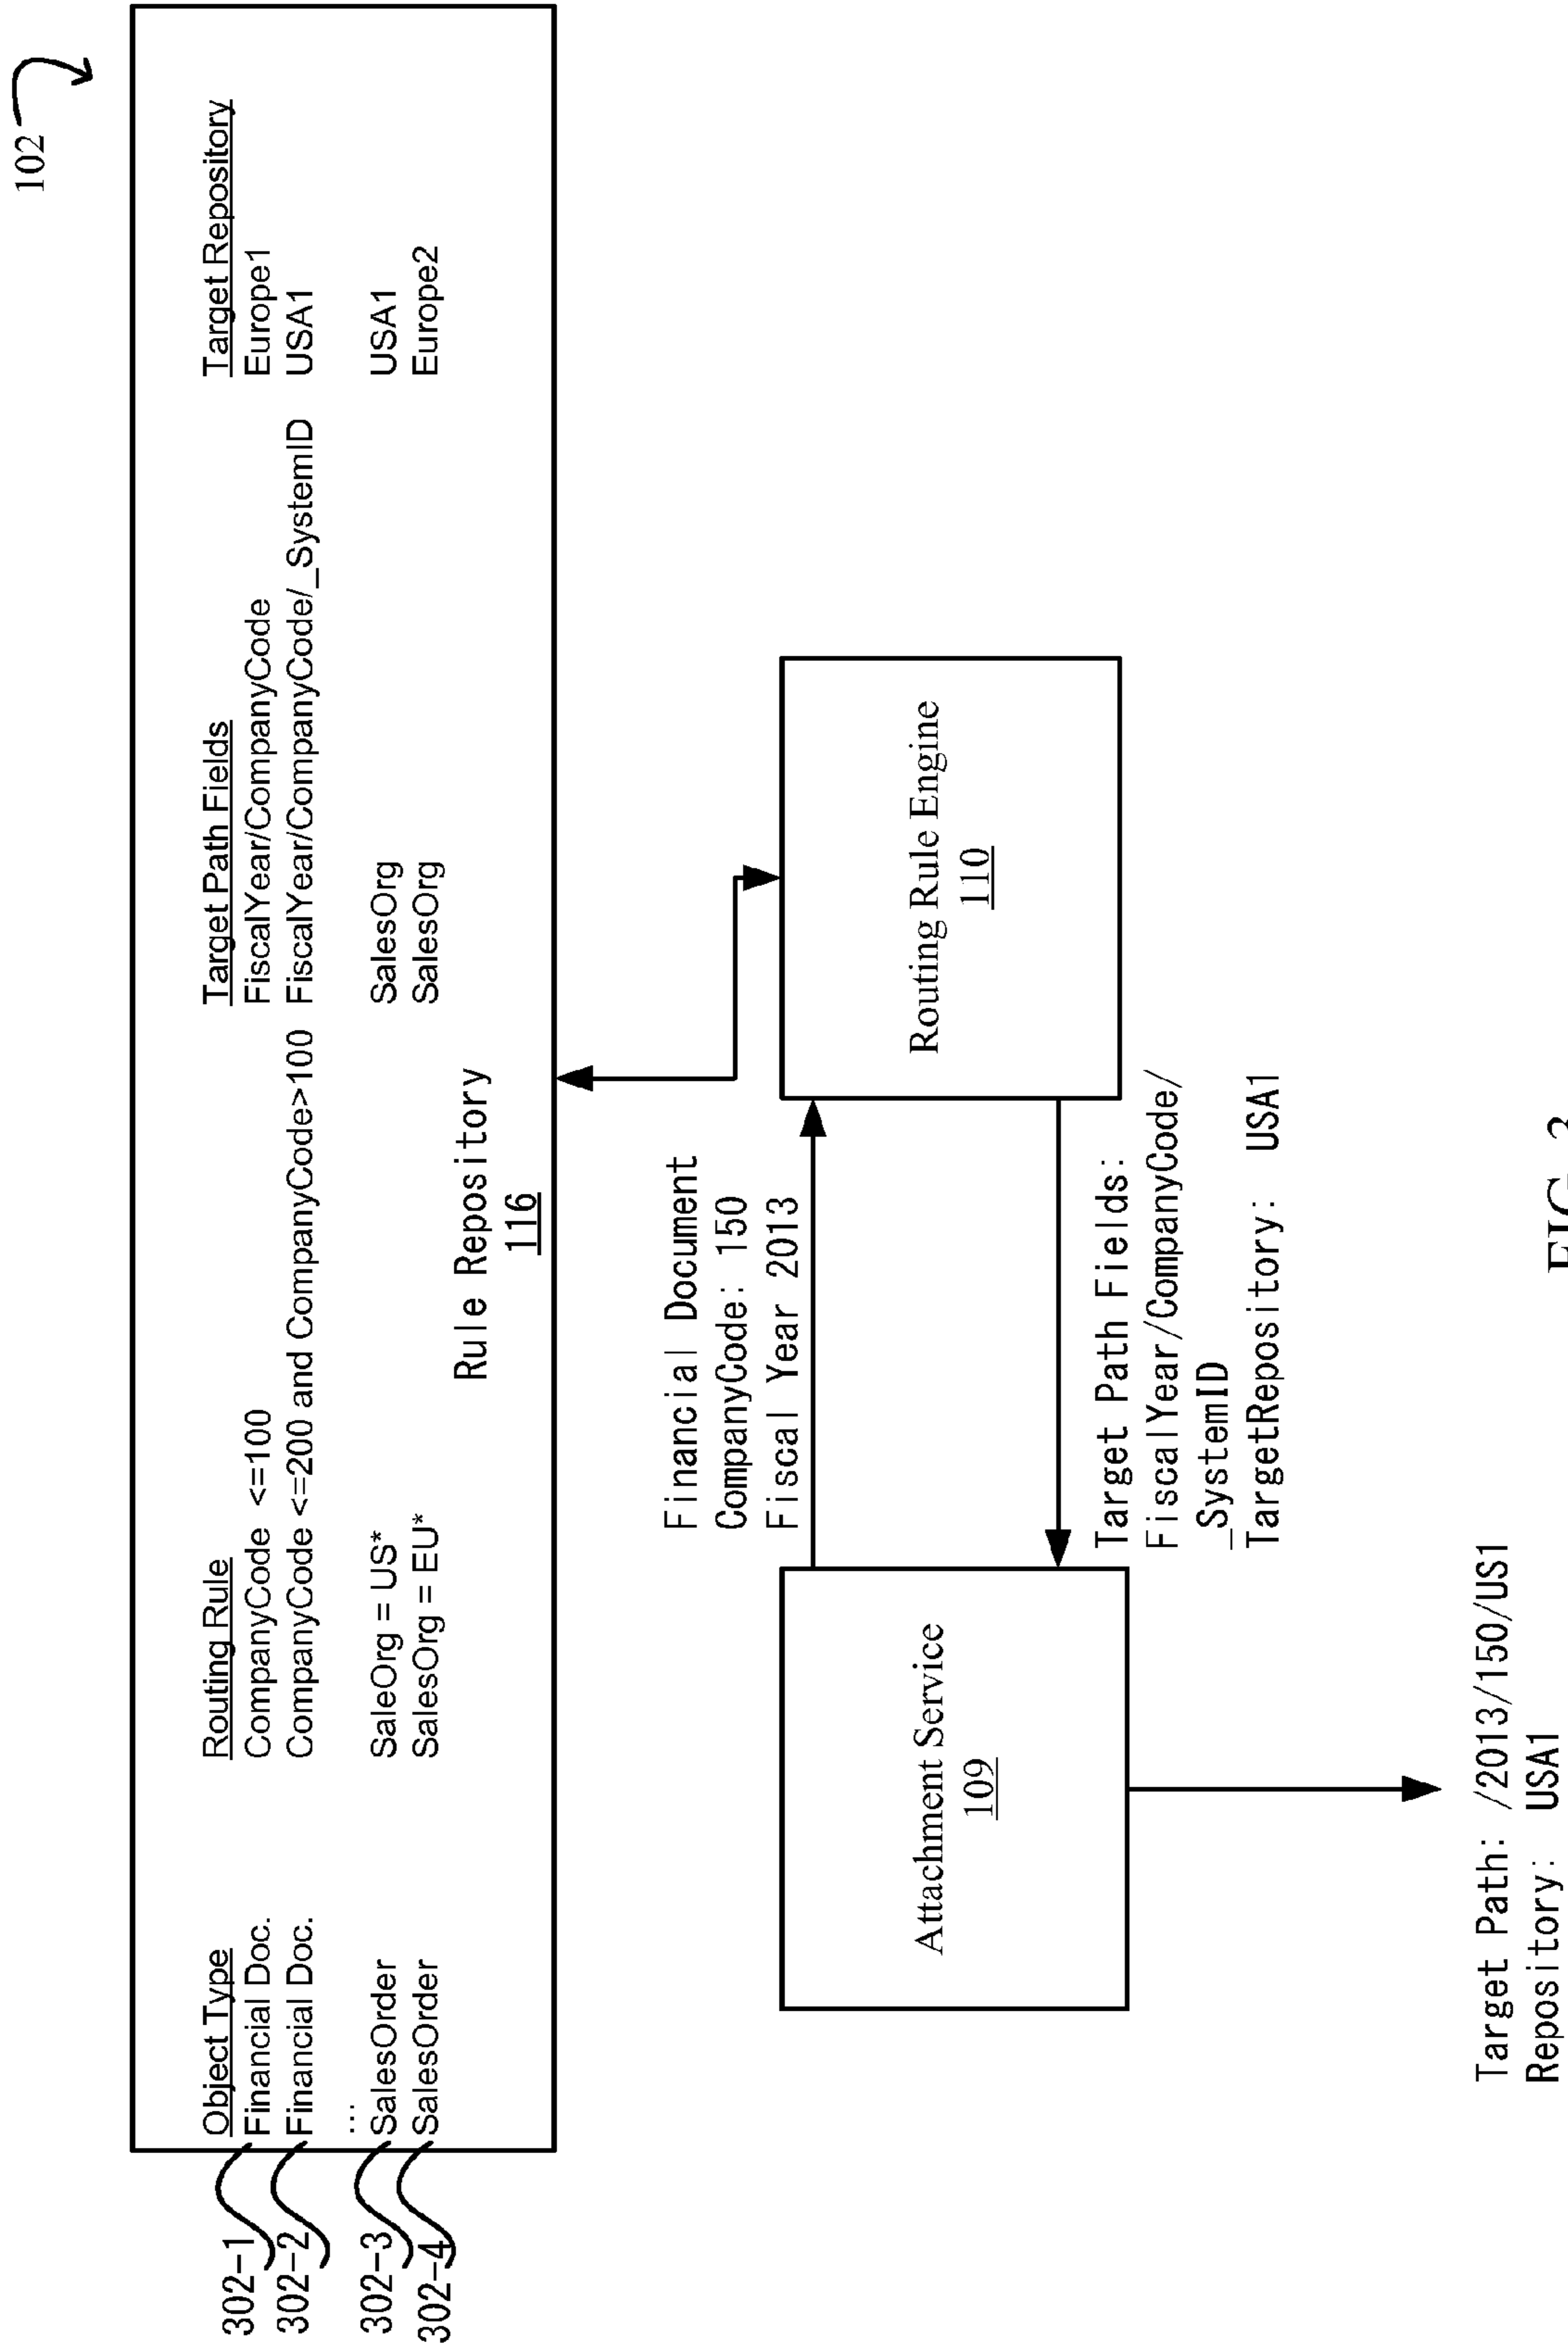 102
Object Type Routing Rule Target Path Fields Target Repository
302-1 Financial Doc. CompanyCode <=100 FiscalYear/CompanyCode Europe1
302-2 Financial Doc. CompanyCode <=200 and CompanyCode>100 FiscalYear/CompanyCode/_SystemID USA1
...
302-3 SalesOrder SaleOrg = US* SalesOrg USA1
302-4 SalesOrder SalesOrg = EU* SalesOrg Europe2
Rule Repository
116
Financial Document
CompanyCode: 150
Fiscal Year 2013
Attachment Service
109
Routing Rule Engine
110
Target Path Fields:
FiscalYear/CompanyCode/
_SystemID
TargetRepository: USA1
Target Path: /2013/150/US1
Repository: USA1